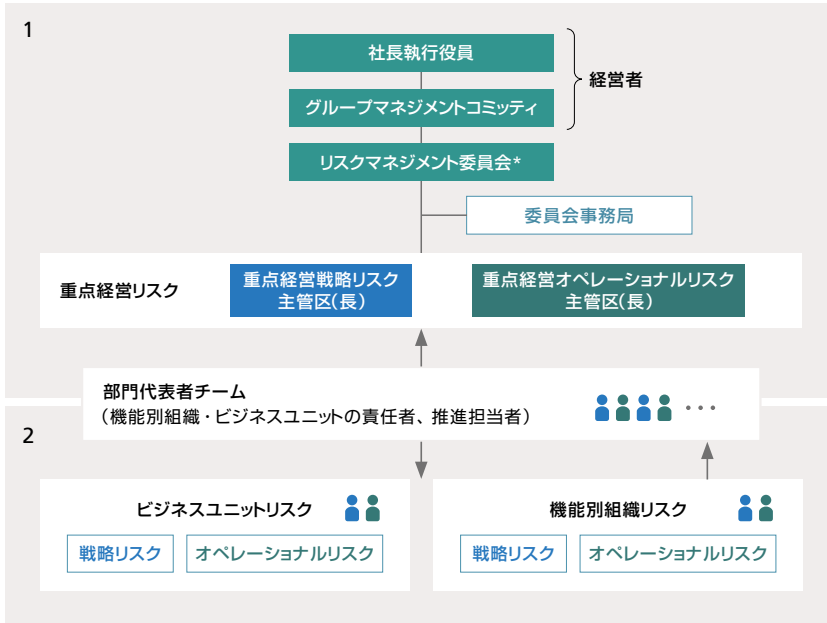 1
社長執行役員
グループマネジメントコミッティ
経営者
リスクマネジメント委員会*
委員会事務局
重点経営リスク
重点経営戦略リスク
主管区(長)
重点経営オペレーショナルリスク
主管区(長)
部門代表者チーム
（機能別組織・ビジネスユニットの責任者、推進担当者）
…
2
ビジネスユニットリスク
戦略リスク
オペレーショナルリスク
機能別組織リスク
戦略リスク
オペレーショナルリスク